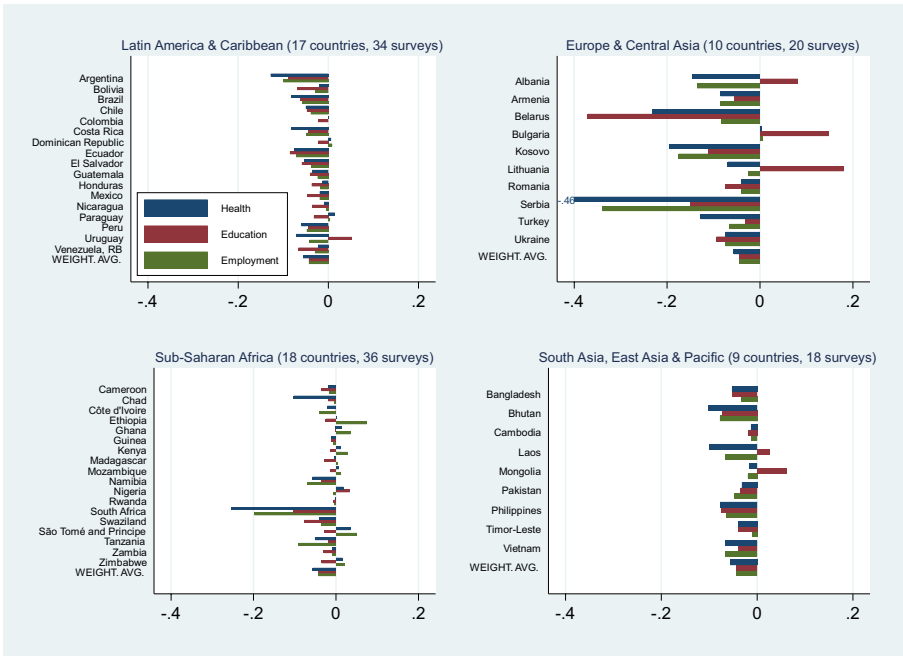 Latin America & Caribbean (17 countries, 34 surveys)
Argentina
Bolivia
Brazil
Chile
Colombia
Costa Rica
Dominican Republic
Ecuador
El Salvador
Guatemala
Honduras
Mexico
Nicaragua
Paraguay
Peru
Uruguay
Venezuela, RB
WEIGHT. AVG.
Health
Education
Employment
-.4 -.2 0 .2
Europe & Central Asia (10 countries, 20 surveys)
Albania
Armenia
Belarus
Bulgaria
Kosovo
Lithuania
Romania
-.46
Serbia
Turkey
Ukraine
WEIGHT. AVG.
-.4 -.2 0 .2
Sub-Saharan Africa (18 countries, 36 surveys)
Cameroon
Chad
Côte d'Ivoire
Ethiopia
Ghana
Guinea
Kenya
Madagascar
Mozambique
Namibia
Nigeria
Rwanda
South Africa
Swaziland
São Tomé and Principe
Tanzania
Zambia
Zimbabwe
WEIGHT. AVG.
-.4 -.2 0 .2
South Asia, East Asia & Pacific (9 countries, 18 surveys)
Bangladesh
Bhutan
Cambodia
Laos
Mongolia
Pakistan
Philippines
Timor-Leste
Vietnam
WEIGHT. AVG.
-.4 -.2 0 .2